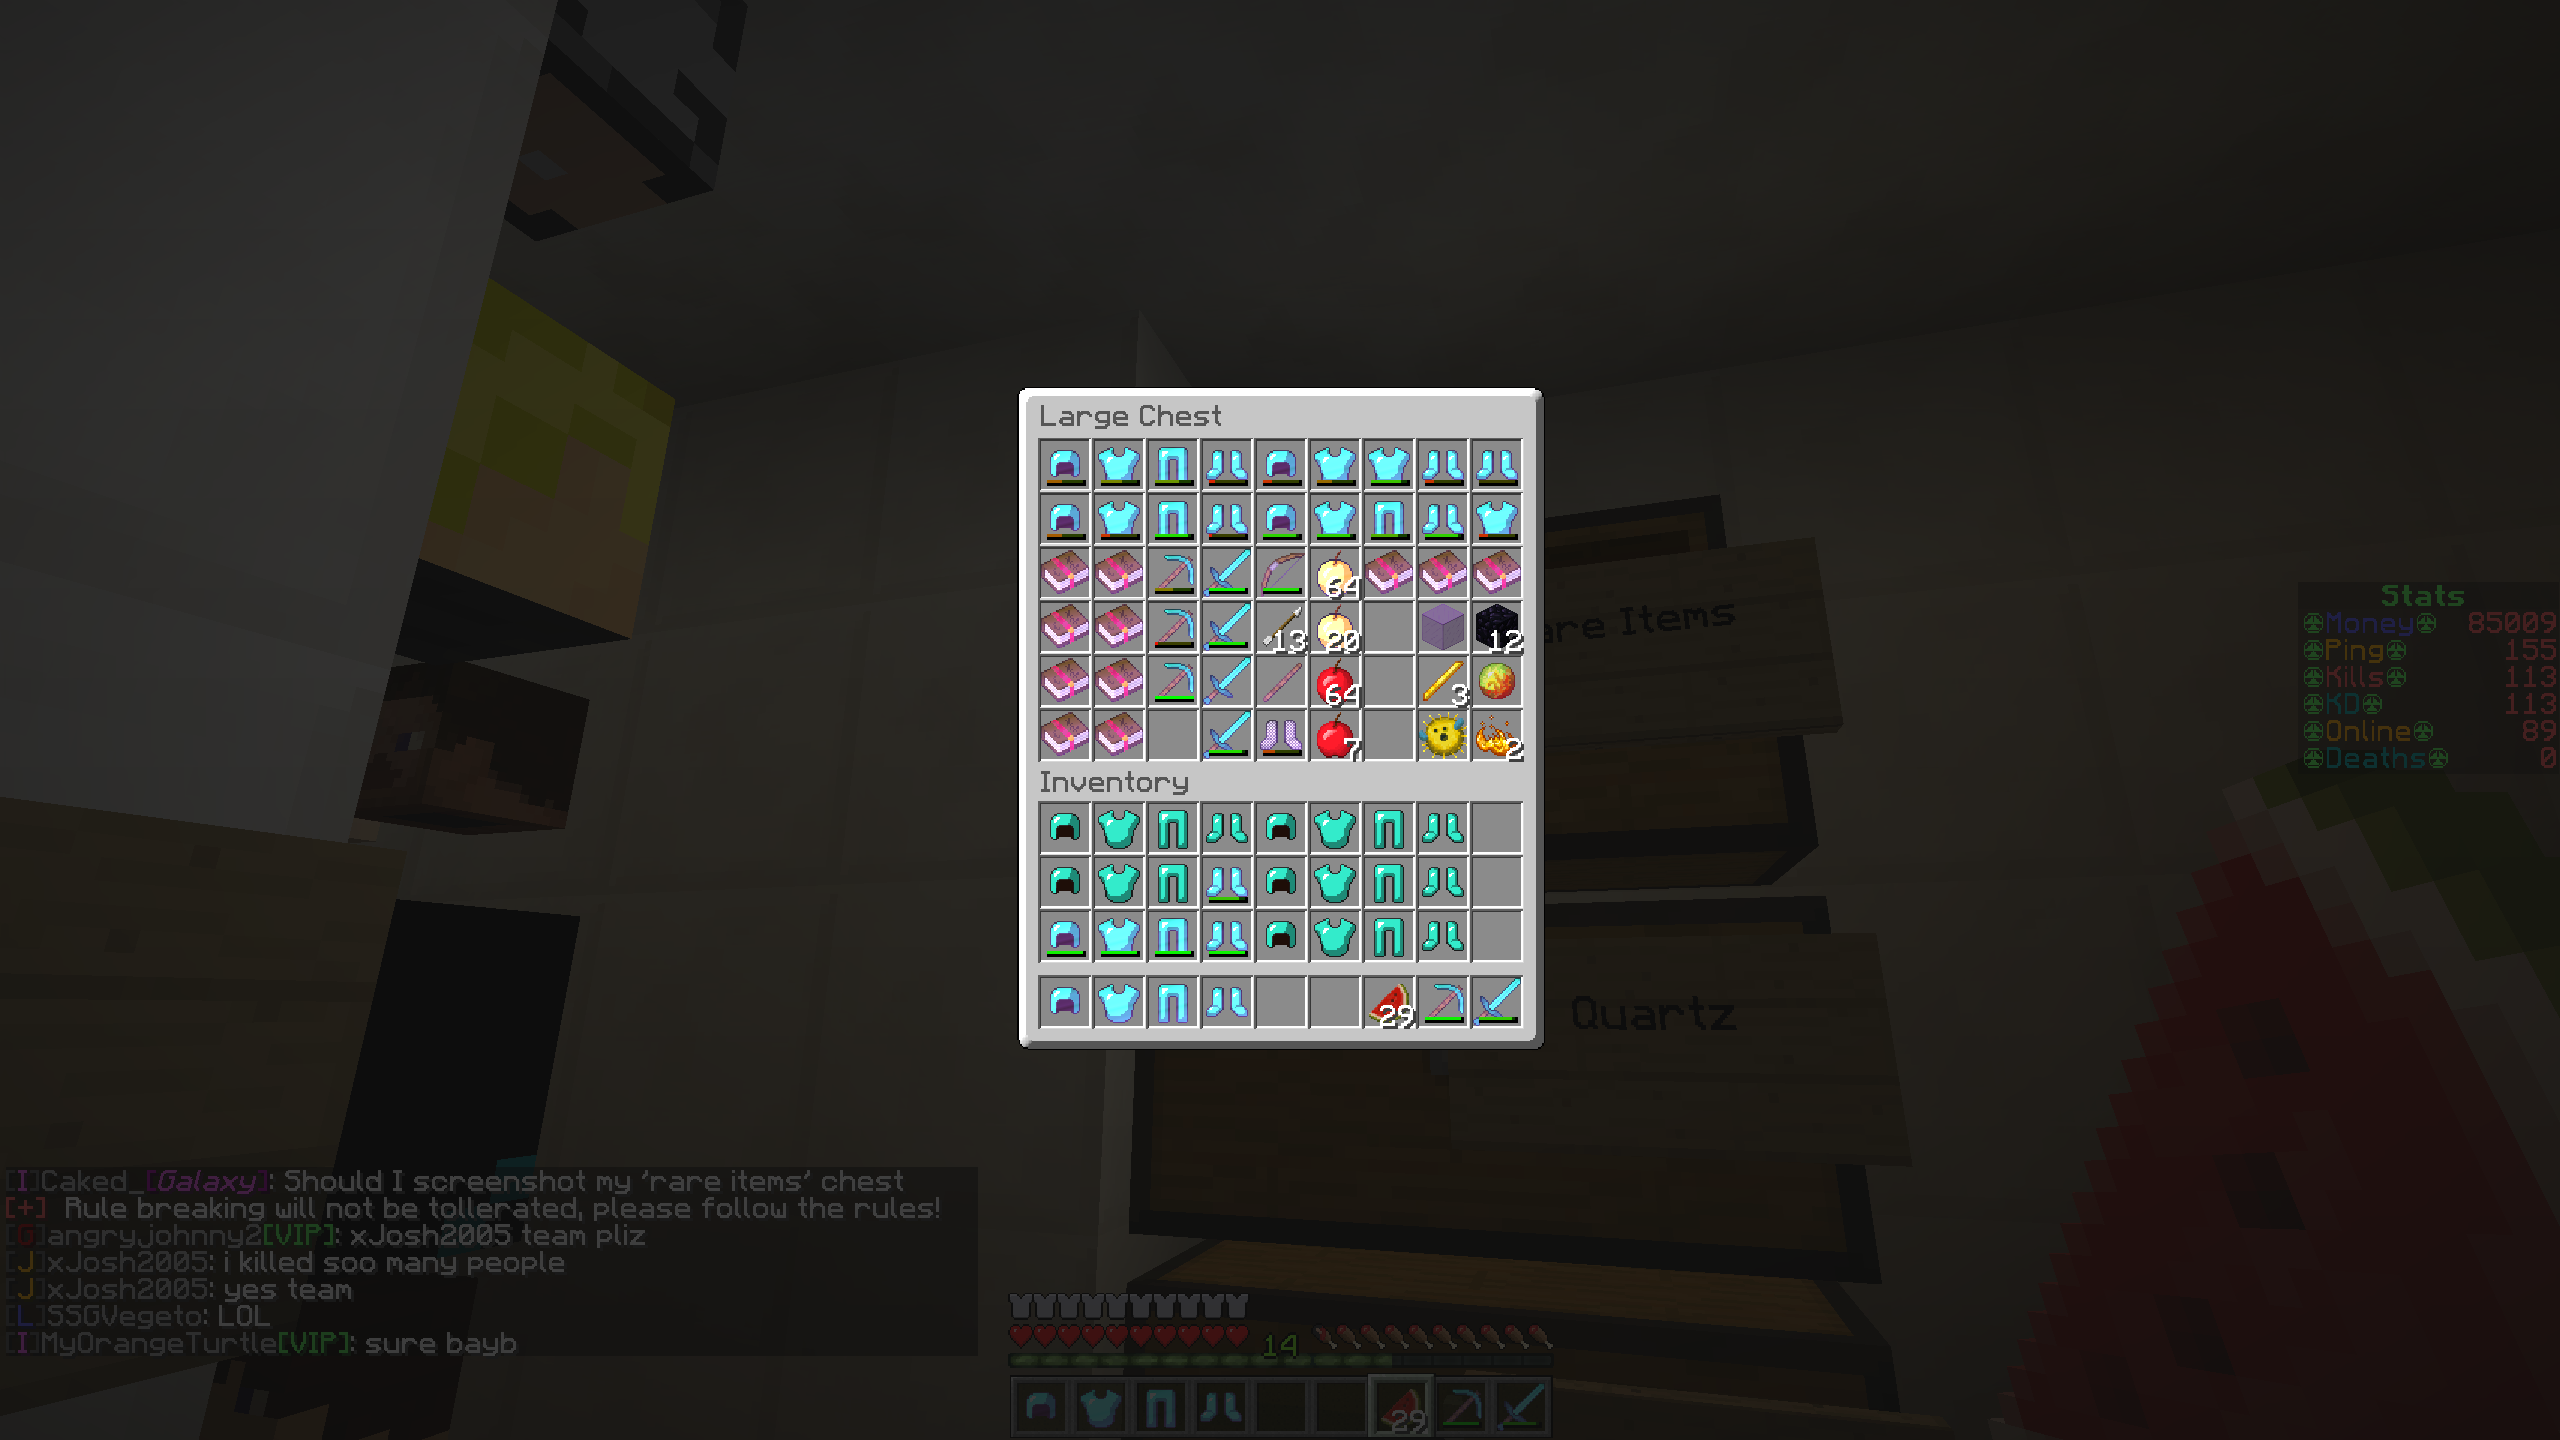 Large Chest
64
13
20
12
64
3
7
2
Inventory
29
are Items
Quartz
Stats
Money 85009
Ping 155
Kills 113
KD 113
Online 89
Deaths 0
[I]Caked_[Galaxy]: Should I screenshot my 'rare items' chest
[+] Rule breaking will not be tollerated, please follow the rules!
[G]angryjohnny2[VIP]: xJosh2005 team pliz
[J]xJosh2005: i killed soo many people
[J]xJosh2005: yes team
[L]SSGVegeto: LOL
[I]MyOrangeTurtle[VIP]: sure bayb
14
29